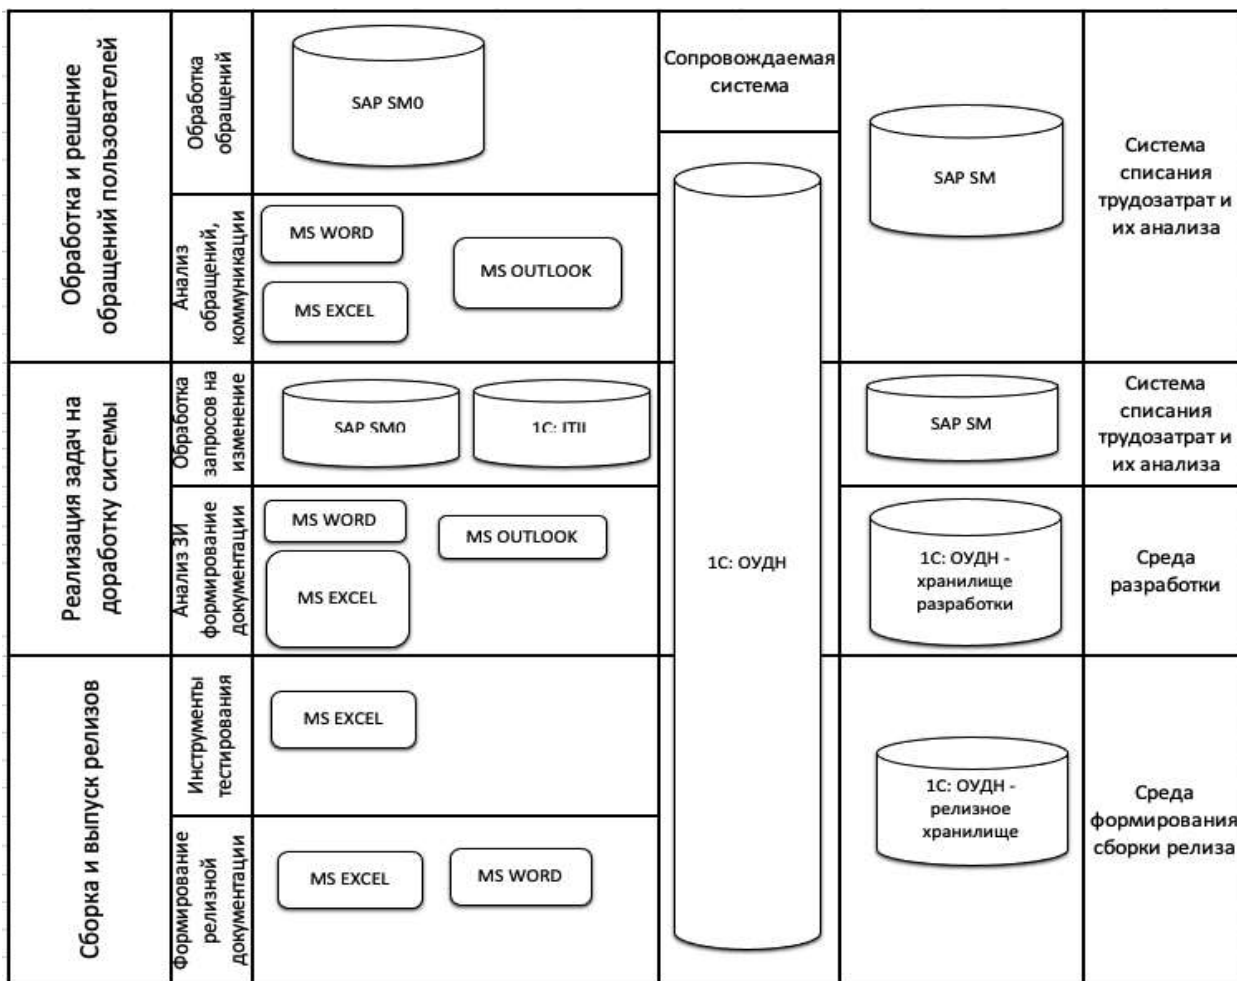 Обработка и решение
обращений пользователей
Обработка
обращений
SAP SM0
Сопровождаемая
система
SAP SM
Система
списания
трудозатрат и
их анализа
Анализ
обращений,
коммуникации
MS WORD
MS OUTLOOK
MS EXCEL
1С: ОУДН
Реализация задач на
доработку системы
Обработка
запросов на
изменение
SAP SM0
1С: ITIL
SAP SM
Система
списания
трудозатрат и
их анализа
Анализ ЗИ
формирование
документации
MS WORD
MS OUTLOOK
MS EXCEL
1С: ОУДН -
хранилище
разработки
Среда
разработки
Сборка и выпуск релизов
Инструменты
тестирования
MS EXCEL
1С: ОУДН -
релизное
хранилище
Среда
формирования
сборки релиза
Формирование
релизной
документации
MS EXCEL
MS WORD